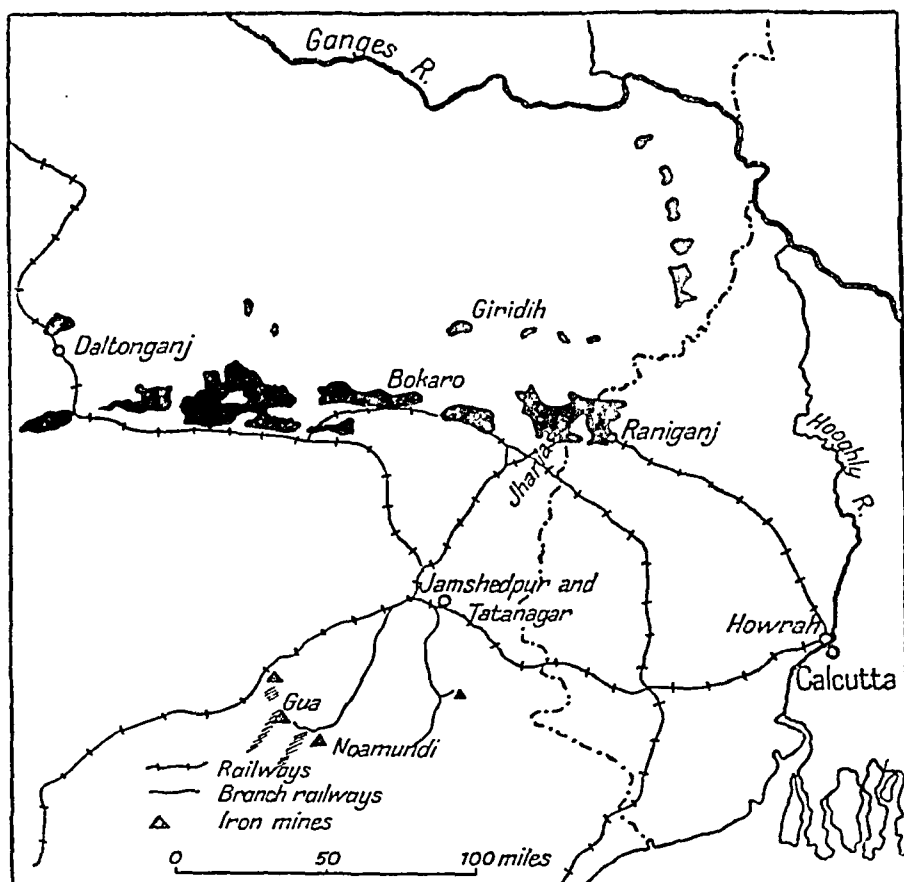 Ganges R.
Giridih
Daltonganj
Bokaro
Raniganj
Jharia
Hooghly R.
Jamshedpur and
Tatanagar
Howrah
Calcutta
Gua
Noamundi
Railways
Branch railways
Iron mines
0 50 100 miles